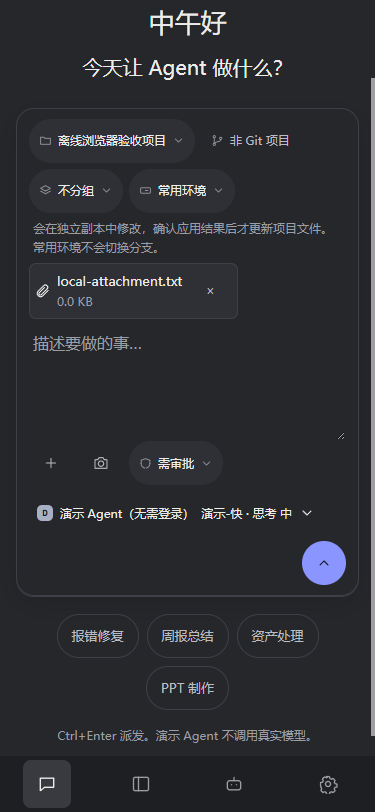 中午好
今天让 Agent 做什么？
离线浏览器验收项目
非 Git 项目
不分组
常用环境
会在独立副本中修改，确认应用结果后才更新项目文件。
常用环境不会切换分支。
local-attachment.txt
0.0 KB
×
描述要做的事...
需审批
D 演示 Agent（无需登录） 演示-快 · 思考 中
报错修复 周报总结 资产处理
PPT 制作
Ctrl+Enter 派发。演示 Agent 不调用真实模型。